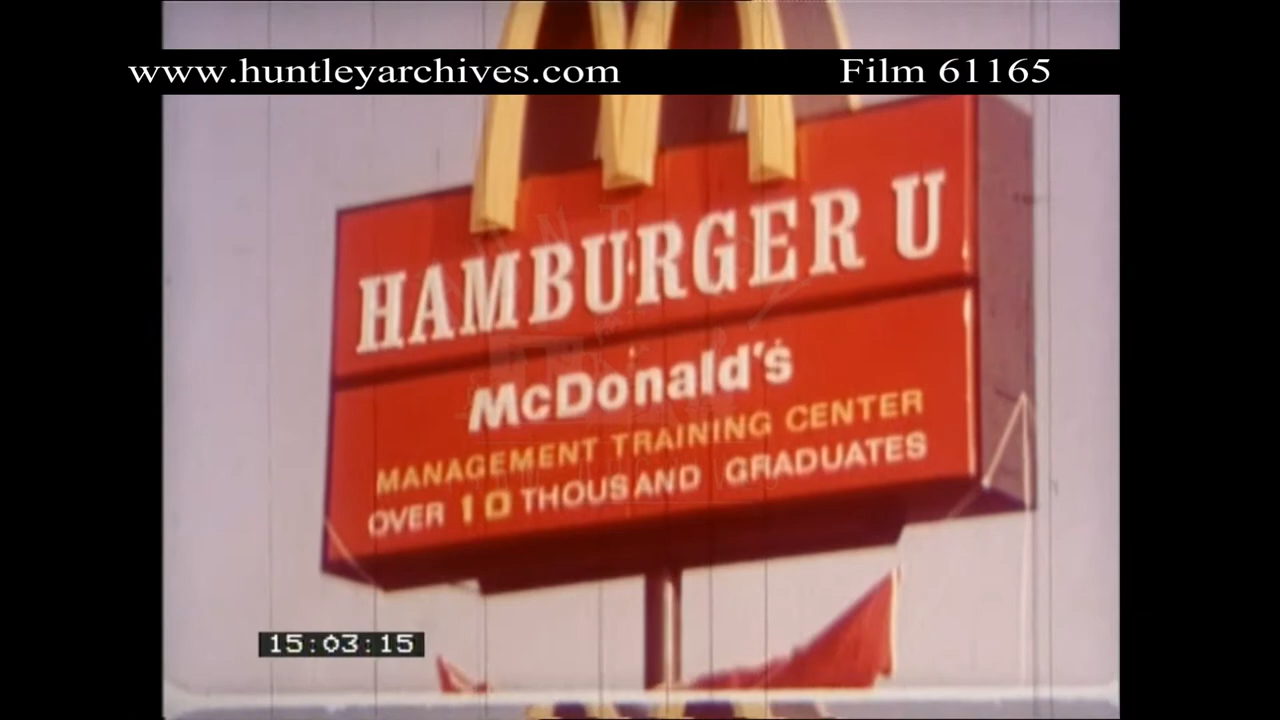 www.huntleyarchives.com Film 61165
HAMBURGER U
McDonald's
MANAGEMENT TRAINING CENTER
OVER 10 THOUSAND GRADUATES
15:03:15